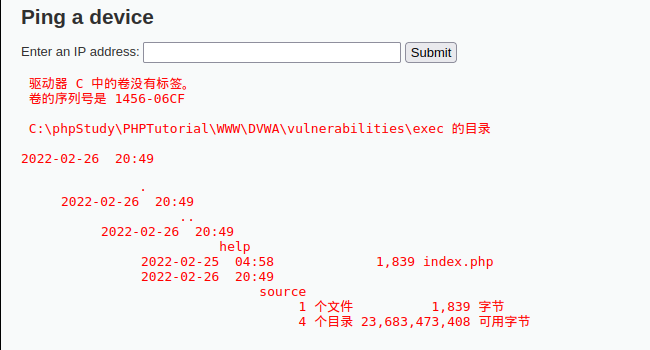 Ping a device
Enter an IP address: Submit
驱动器 C 中的卷没有标签。
卷的序列号是 1456-06CF
C:\phpStudy\PHPTutorial\WWW\DVWA\vulnerabilities\exec 的目录
2022-02-26 20:49
.
2022-02-26 20:49
..
2022-02-26 20:49
help
2022-02-25 04:58 1,839 index.php
2022-02-26 20:49
source
1 个文件 1,839 字节
4 个目录 23,683,473,408 可用字节